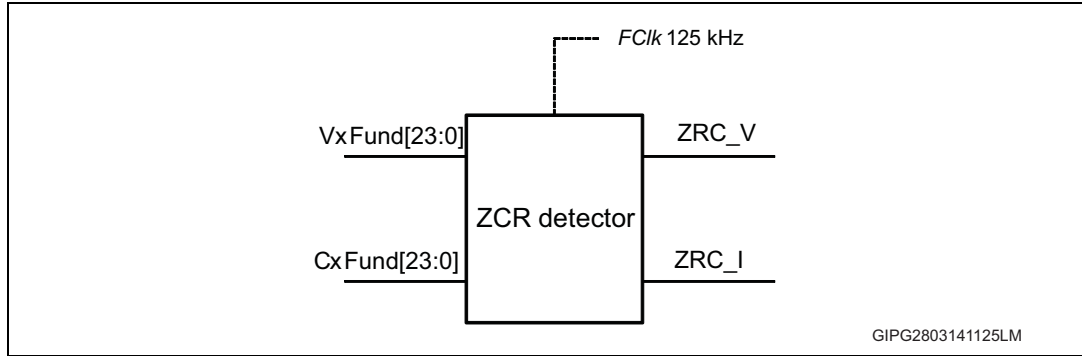 FClk 125 kHz
VxFund[23:0]
ZRC_V
ZCR detector
CxFund[23:0]
ZRC_I
GIPG2803141125LM